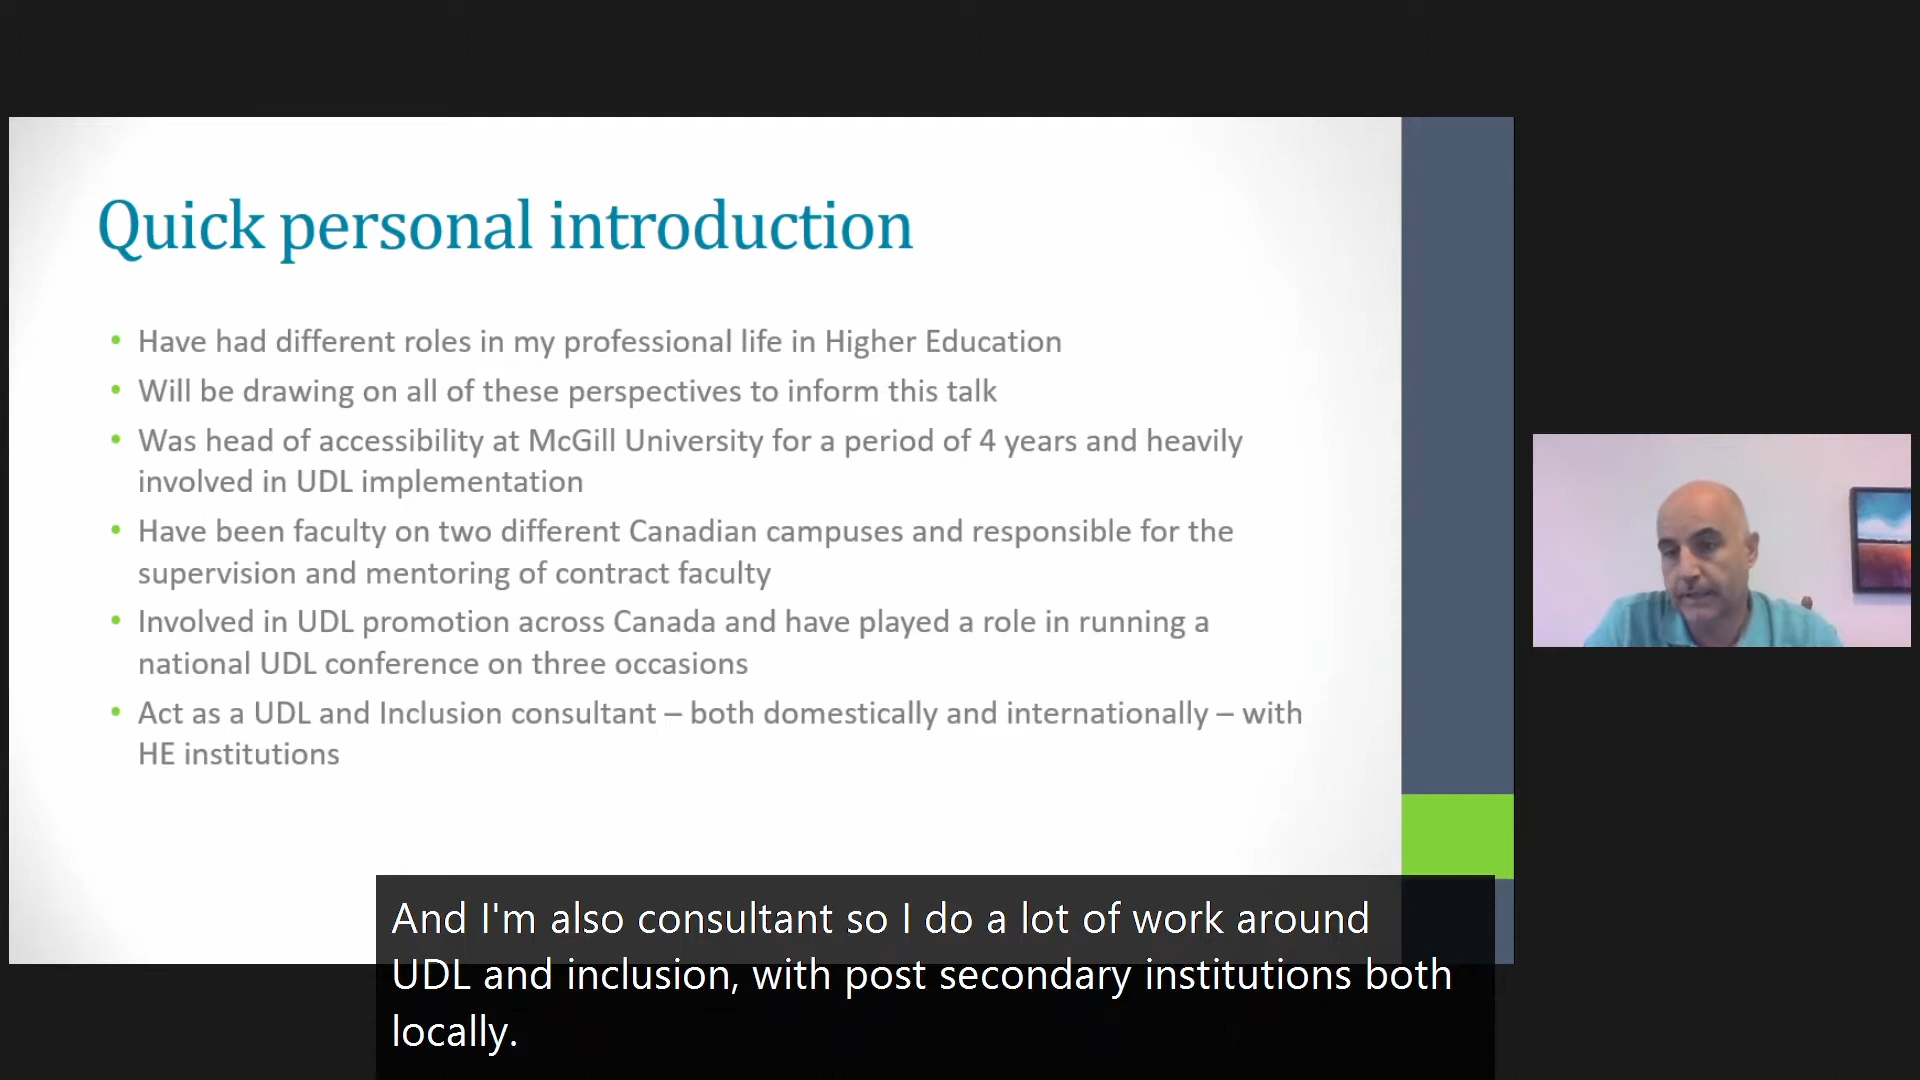 Quick personal introduction
• Have had different roles in my professional life in Higher Education
• Will be drawing on all of these perspectives to inform this talk
• Was head of accessibility at McGill University for a period of 4 years and heavily
involved in UDL implementation
• Have been faculty on two different Canadian campuses and responsible for the
supervision and mentoring of contract faculty
• Involved in UDL promotion across Canada and have played a role in running a
national UDL conference on three occasions
• Act as a UDL and Inclusion consultant – both domestically and internationally – with
HE institutions
And I'm also consultant so I do a lot of work around
UDL and inclusion, with post secondary institutions both
locally.